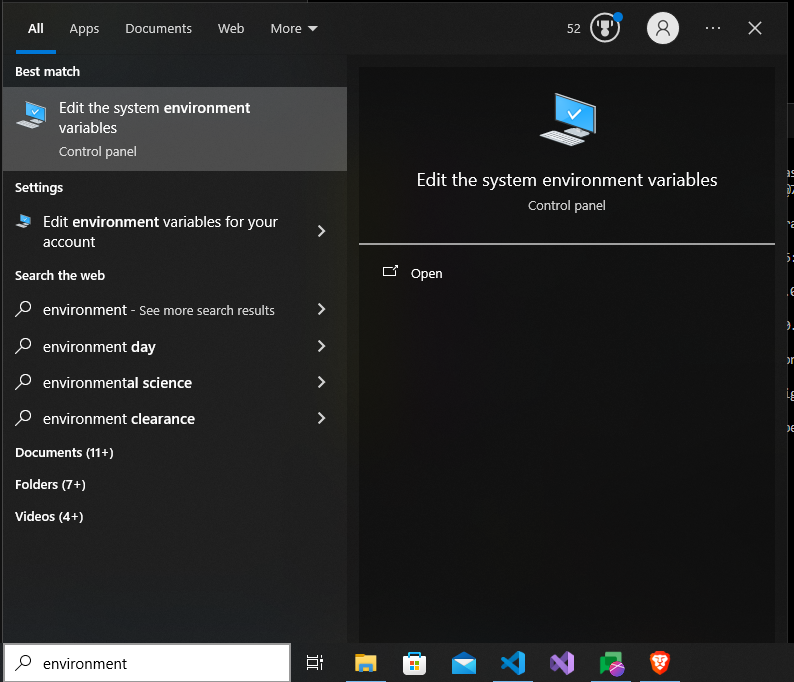 All Apps Documents Web More 52 ...
Best match
Edit the system environment
variables
Control panel
Settings
Edit environment variables for your
account
Search the web
environment - See more search results
environment day
environmental science
environment clearance
Documents (11+)
Folders (7+)
Videos (4+)
Edit the system environment variables
Control panel
Open
environment